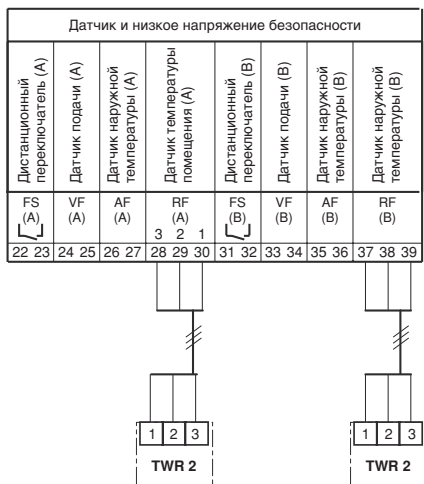 Датчик и низкое напряжение безопасности
Дистанционный
переключатель (A)
Датчик подачи (A)
Датчик наружной
температуры (A)
Датчик температуры
помещения (A)
Дистанционный
переключатель (B)
Датчик подачи (B)
Датчик наружной
температуры (B)
Датчик наружной
температуры (B)
FS (A)
VF (A)
AF (A)
RF (A)
3 2 1
FS (B)
VF (B)
AF (B)
RF (B)
22 23 24 25 26 27 28 29 30 31 32 33 34 35 36 37 38 39
1 2 3
TWR 2
1 2 3
TWR 2